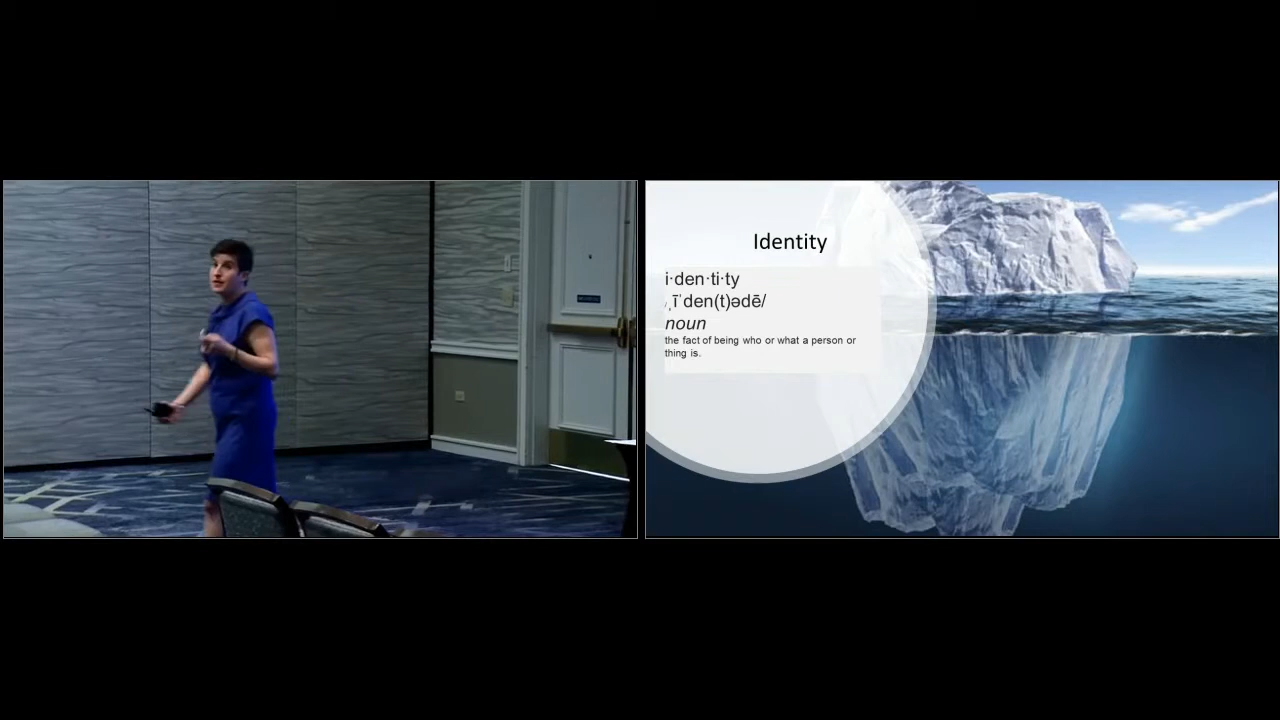 Identity
i·den·ti·ty
/ˌīˈden(t)ədē/
noun
the fact of being who or what a person or
thing is.